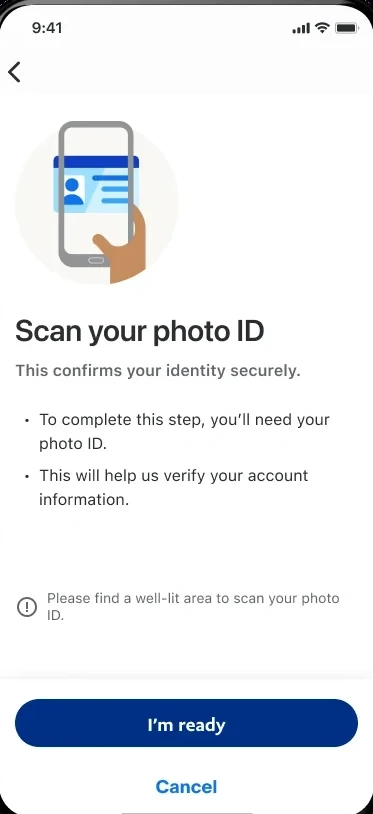 9:41
Scan your photo ID
This confirms your identity securely.
• To complete this step, you’ll need your
photo ID.
• This will help us verify your account
information.
Please find a well-lit area to scan your photo
ID.
I’m ready
Cancel